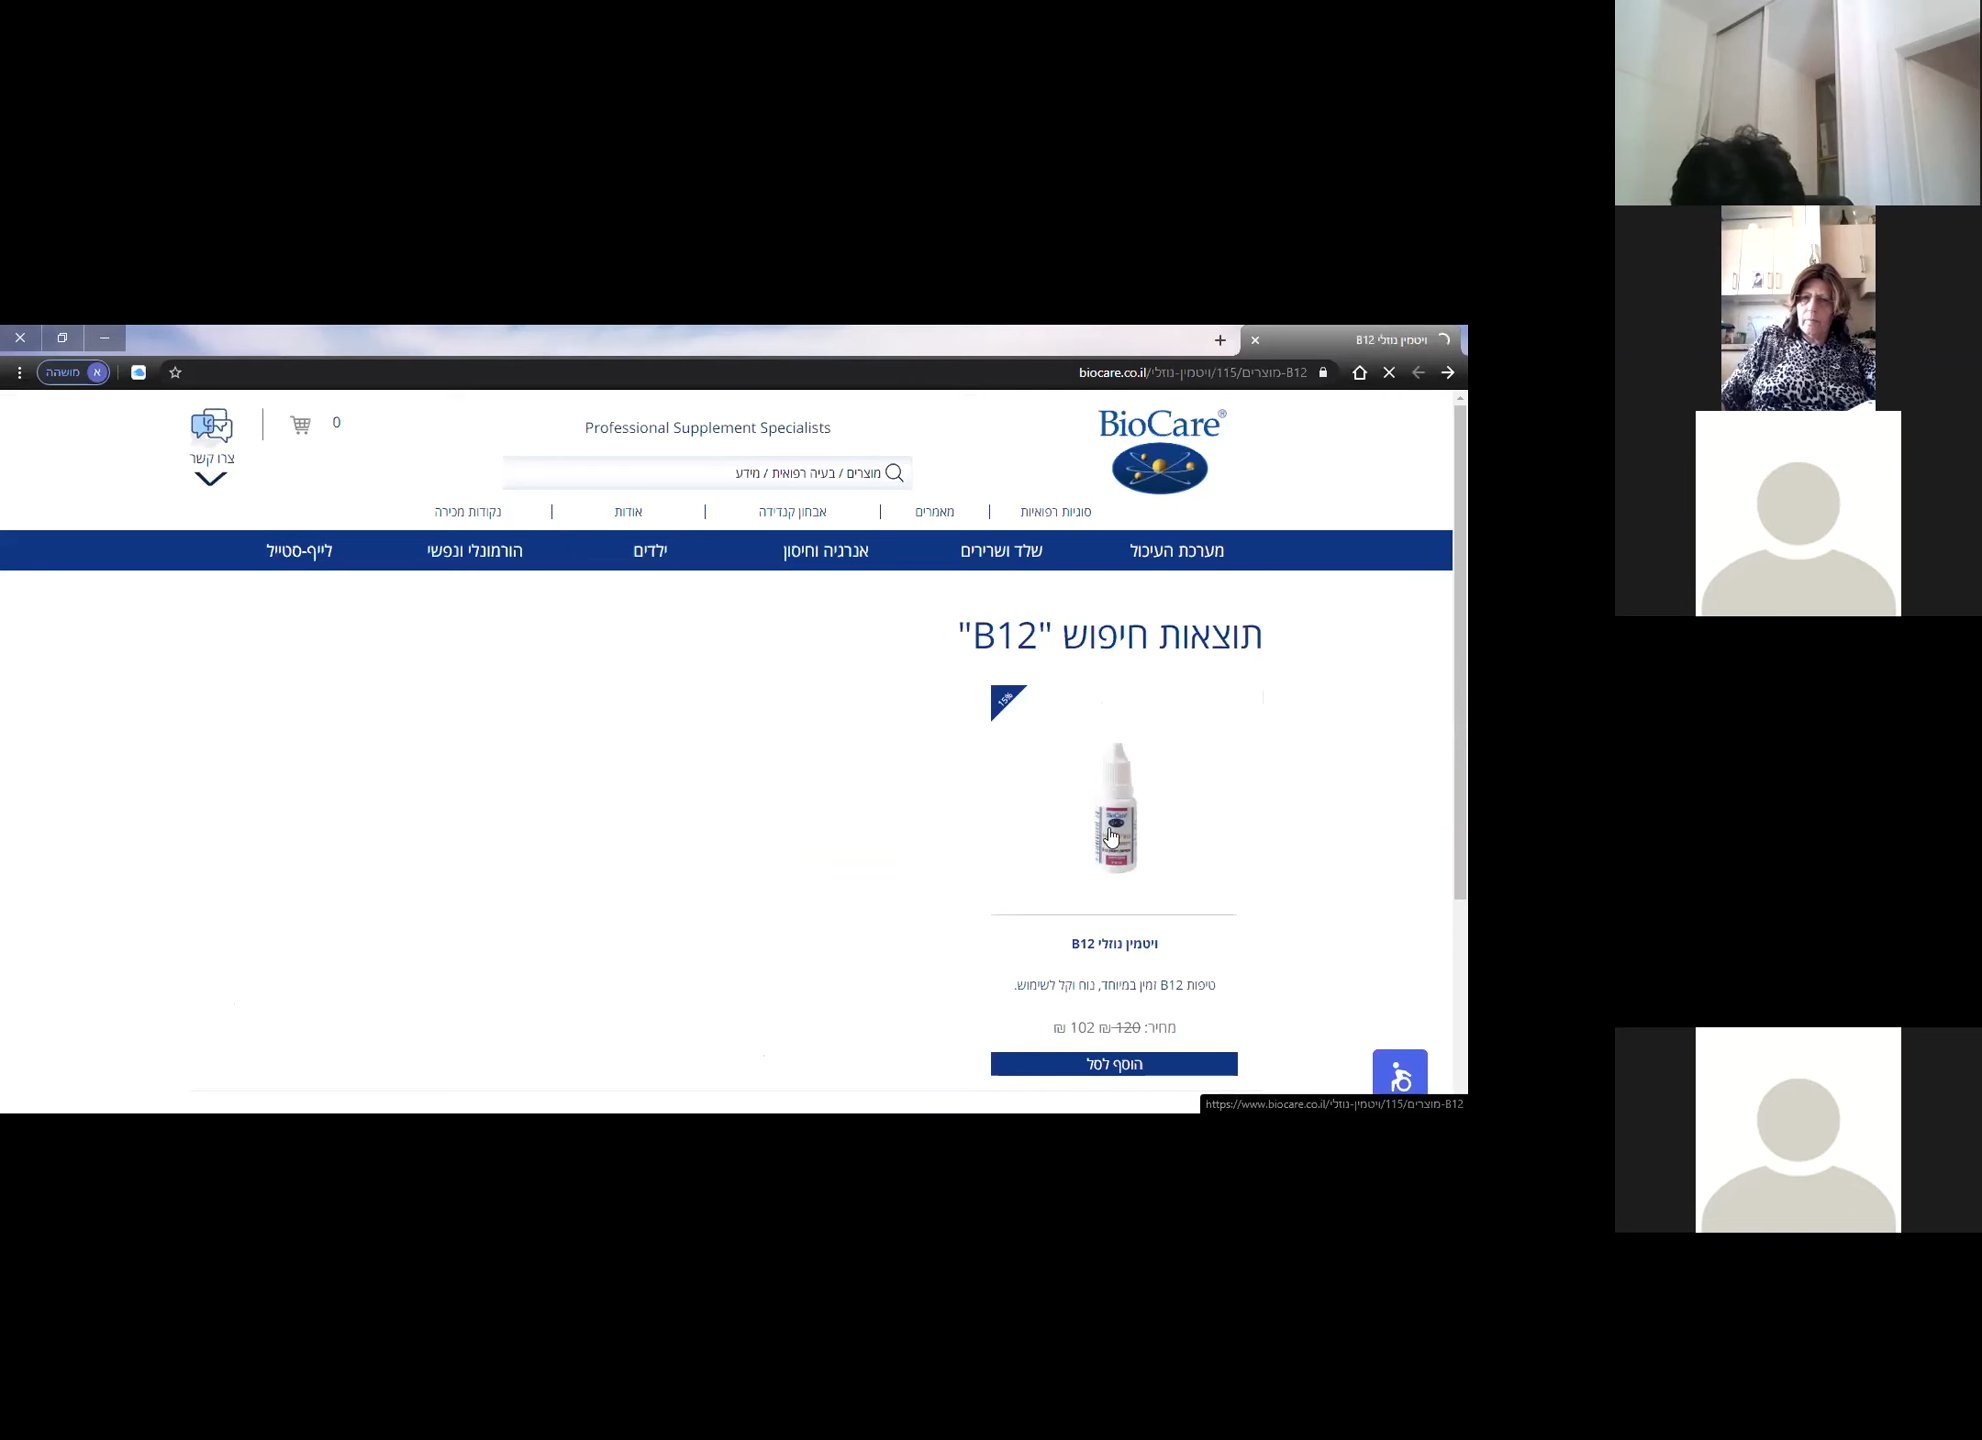 ויטמין נוזלי B12
biocare.co.il/מוצרים/115/ויטמין-נוזלי-B12
מושהה
א
BioCare®
Professional Supplement Specialists
0
צרו קשר
מוצרים / בעיה רפואית / מידע
סוגיות רפואיות | מאמרים | אבחון קנדידה | אודות | נקודות מכירה
מערכת העיכול שלד ושרירים אנרגיה וחיסון ילדים הורמונלי ונפשי לייף-סטייל
תוצאות חיפוש "B12"
15%
BioCare
ויטמין נוזלי B12
טיפות B12 זמין במיוחד, נוח וקל לשימוש.
מחיר: 120 ₪ 102 ₪
הוסף לסל
https://www.biocare.co.il/מוצרים/115/ויטמין-נוזלי-B12